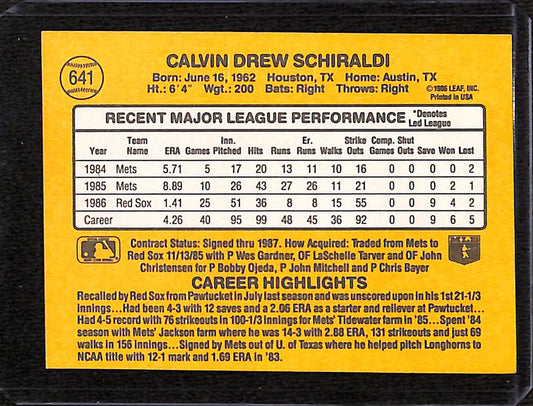 641
CALVIN DREW SCHIRALDI
Born: June 16, 1962 Houston, TX Home: Austin, TX
Ht.: 6'4" Wgt.: 200 Bats: Right Throws: Right
©1986 LEAF, INC.
Printed in USA
RECENT MAJOR LEAGUE PERFORMANCE *Denotes Led League
Year Team Name ERA Games Inn. Pitched Hits Runs Er. Runs Walks Strike Outs Comp. Games Shut Outs Save Won Lost
1984 Mets 5.71 5 17 20 13 11 10 16 0 0 0 0 2
1985 Mets 8.89 10 26 43 27 26 11 21 0 0 0 2 1
1986 Red Sox 1.41 25 51 36 8 8 15 55 0 0 9 4 2
Career 4.26 40 95 99 48 45 36 92 0 0 9 6 5
Contract Status: Signed thru 1987. How Acquired: Traded from Mets to
Red Sox 11/13/85 with P Wes Gardner, OF LaSchelle Tarver and OF John
Christensen for P Bobby Ojeda, P John Mitchell and P Chris Bayer
CAREER HIGHLIGHTS
Recalled by Red Sox from Pawtucket in July last season and was unscored upon in his 1st 21-1/3
innings...Had been 4-3 with 12 saves and a 2.06 ERA as a starter and reliever at Pawtucket...
Had 4-5 record with 76 strikeouts in 100-1/3 innings for Mets' Tidewater farm in '85...Spent '84
season with Mets' Jackson farm where he was 14-3 with 2.88 ERA, 131 strikeouts and just 69
walks in 156 innings...Signed by Mets out of U. of Texas where he helped pitch Longhorns to
NCAA title with 12-1 mark and 1.69 ERA in '83.